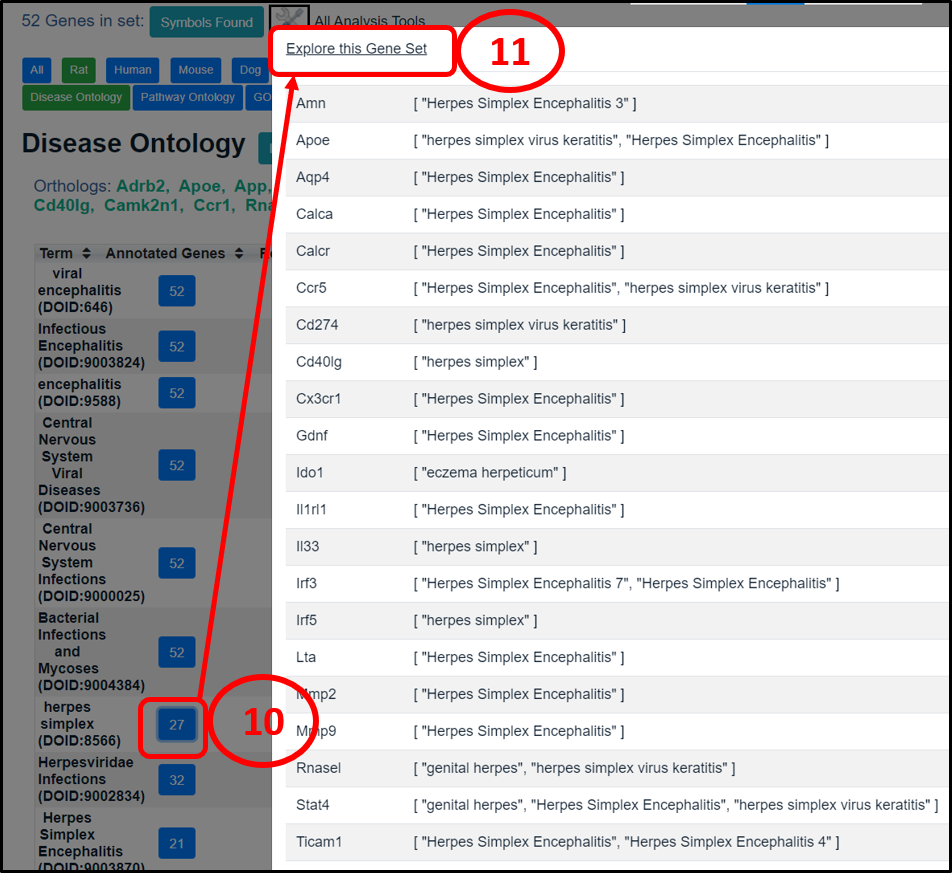 52 Genes in set: Symbols Found All Analysis Tools
All Rat Human Mouse Dog
Disease Ontology Pathway Ontology GO
Disease Ontology
Orthologs: Adrb2, Apoe, App,
Cd40lg, Camk2n1, Ccr1,
Term Annotated Genes
viral
encephalitis
(DOID:646)
52
Infectious
Encephalitis
(DOID:9003824)
52
encephalitis
(DOID:9588)
52
Central
Nervous
System
Viral
Diseases
(DOID:9003736)
52
Central
Nervous
System
Infections
(DOID:9000025)
52
Bacterial
Infections
and
Mycoses
(DOID:9004384)
52
herpes
simplex
(DOID:8566)
27
10
Herpesviridae
Infections
(DOID:9002834)
32
Herpes
Simplex
Encephalitis
(DOID:9003870)
21
Explore this Gene Set
11
Amn [ "Herpes Simplex Encephalitis 3" ]
Apoe [ "herpes simplex virus keratitis", "Herpes Simplex Encephalitis" ]
Aqp4 [ "Herpes Simplex Encephalitis" ]
Calca [ "Herpes Simplex Encephalitis" ]
Calcr [ "Herpes Simplex Encephalitis" ]
Ccr5 [ "Herpes Simplex Encephalitis", "herpes simplex virus keratitis" ]
Cd274 [ "herpes simplex virus keratitis" ]
Cd40lg [ "herpes simplex" ]
Cx3cr1 [ "Herpes Simplex Encephalitis" ]
Gdnf [ "Herpes Simplex Encephalitis" ]
Ido1 [ "eczema herpeticum" ]
Il1rl1 [ "Herpes Simplex Encephalitis" ]
Il33 [ "herpes simplex" ]
Irf3 [ "Herpes Simplex Encephalitis 7", "Herpes Simplex Encephalitis" ]
Irf5 [ "herpes simplex" ]
Lta [ "Herpes Simplex Encephalitis" ]
Mmp2 [ "Herpes Simplex Encephalitis" ]
Mmp9 [ "Herpes Simplex Encephalitis" ]
Rnasel [ "genital herpes", "herpes simplex virus keratitis" ]
Stat4 [ "genital herpes", "Herpes Simplex Encephalitis", "herpes simplex virus keratitis" ]
Ticam1 [ "Herpes Simplex Encephalitis", "Herpes Simplex Encephalitis 4" ]